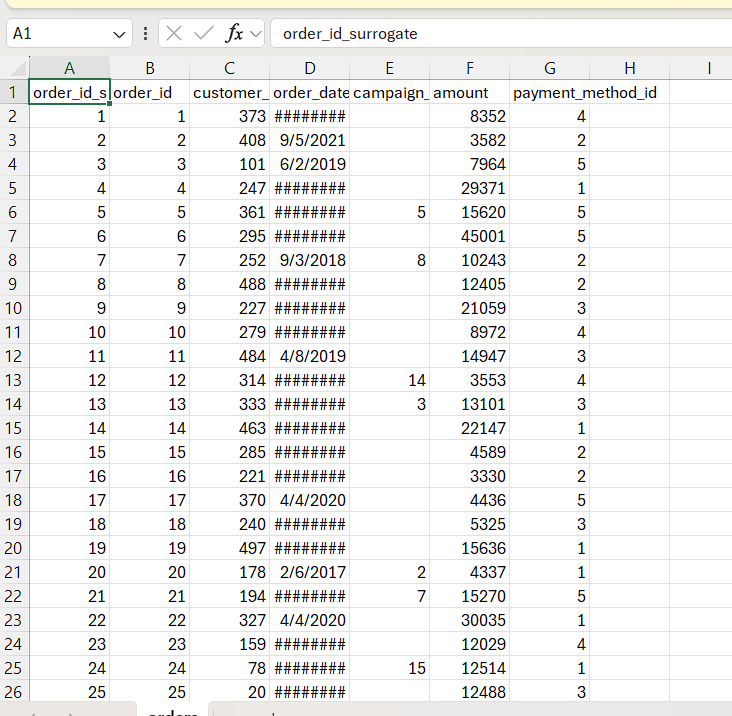 A1 fx order_id_surrogate
A B C D E F G H I
1 order_id_s order_id customer_ order_date campaign_ amount payment_method_id
2 1 1 373 ######## 8352 4
3 2 2 408 9/5/2021 3582 2
4 3 3 101 6/2/2019 7964 5
5 4 4 247 ######## 29371 1
6 5 5 361 ######## 5 15620 5
7 6 6 295 ######## 45001 5
8 7 7 252 9/3/2018 8 10243 2
9 8 8 488 ######## 12405 2
10 9 9 227 ######## 21059 3
11 10 10 279 ######## 8972 4
12 11 11 484 4/8/2019 14947 3
13 12 12 314 ######## 14 3553 4
14 13 13 333 ######## 3 13101 3
15 14 14 463 ######## 22147 1
16 15 15 285 ######## 4589 2
17 16 16 221 ######## 3330 2
18 17 17 370 4/4/2020 4436 5
19 18 18 240 ######## 5325 3
20 19 19 497 ######## 15636 1
21 20 20 178 2/6/2017 2 4337 1
22 21 21 194 ######## 7 15270 5
23 22 22 327 4/4/2020 30035 1
24 23 23 159 ######## 12029 4
25 24 24 78 ######## 15 12514 1
26 25 25 20 ######## 12488 3